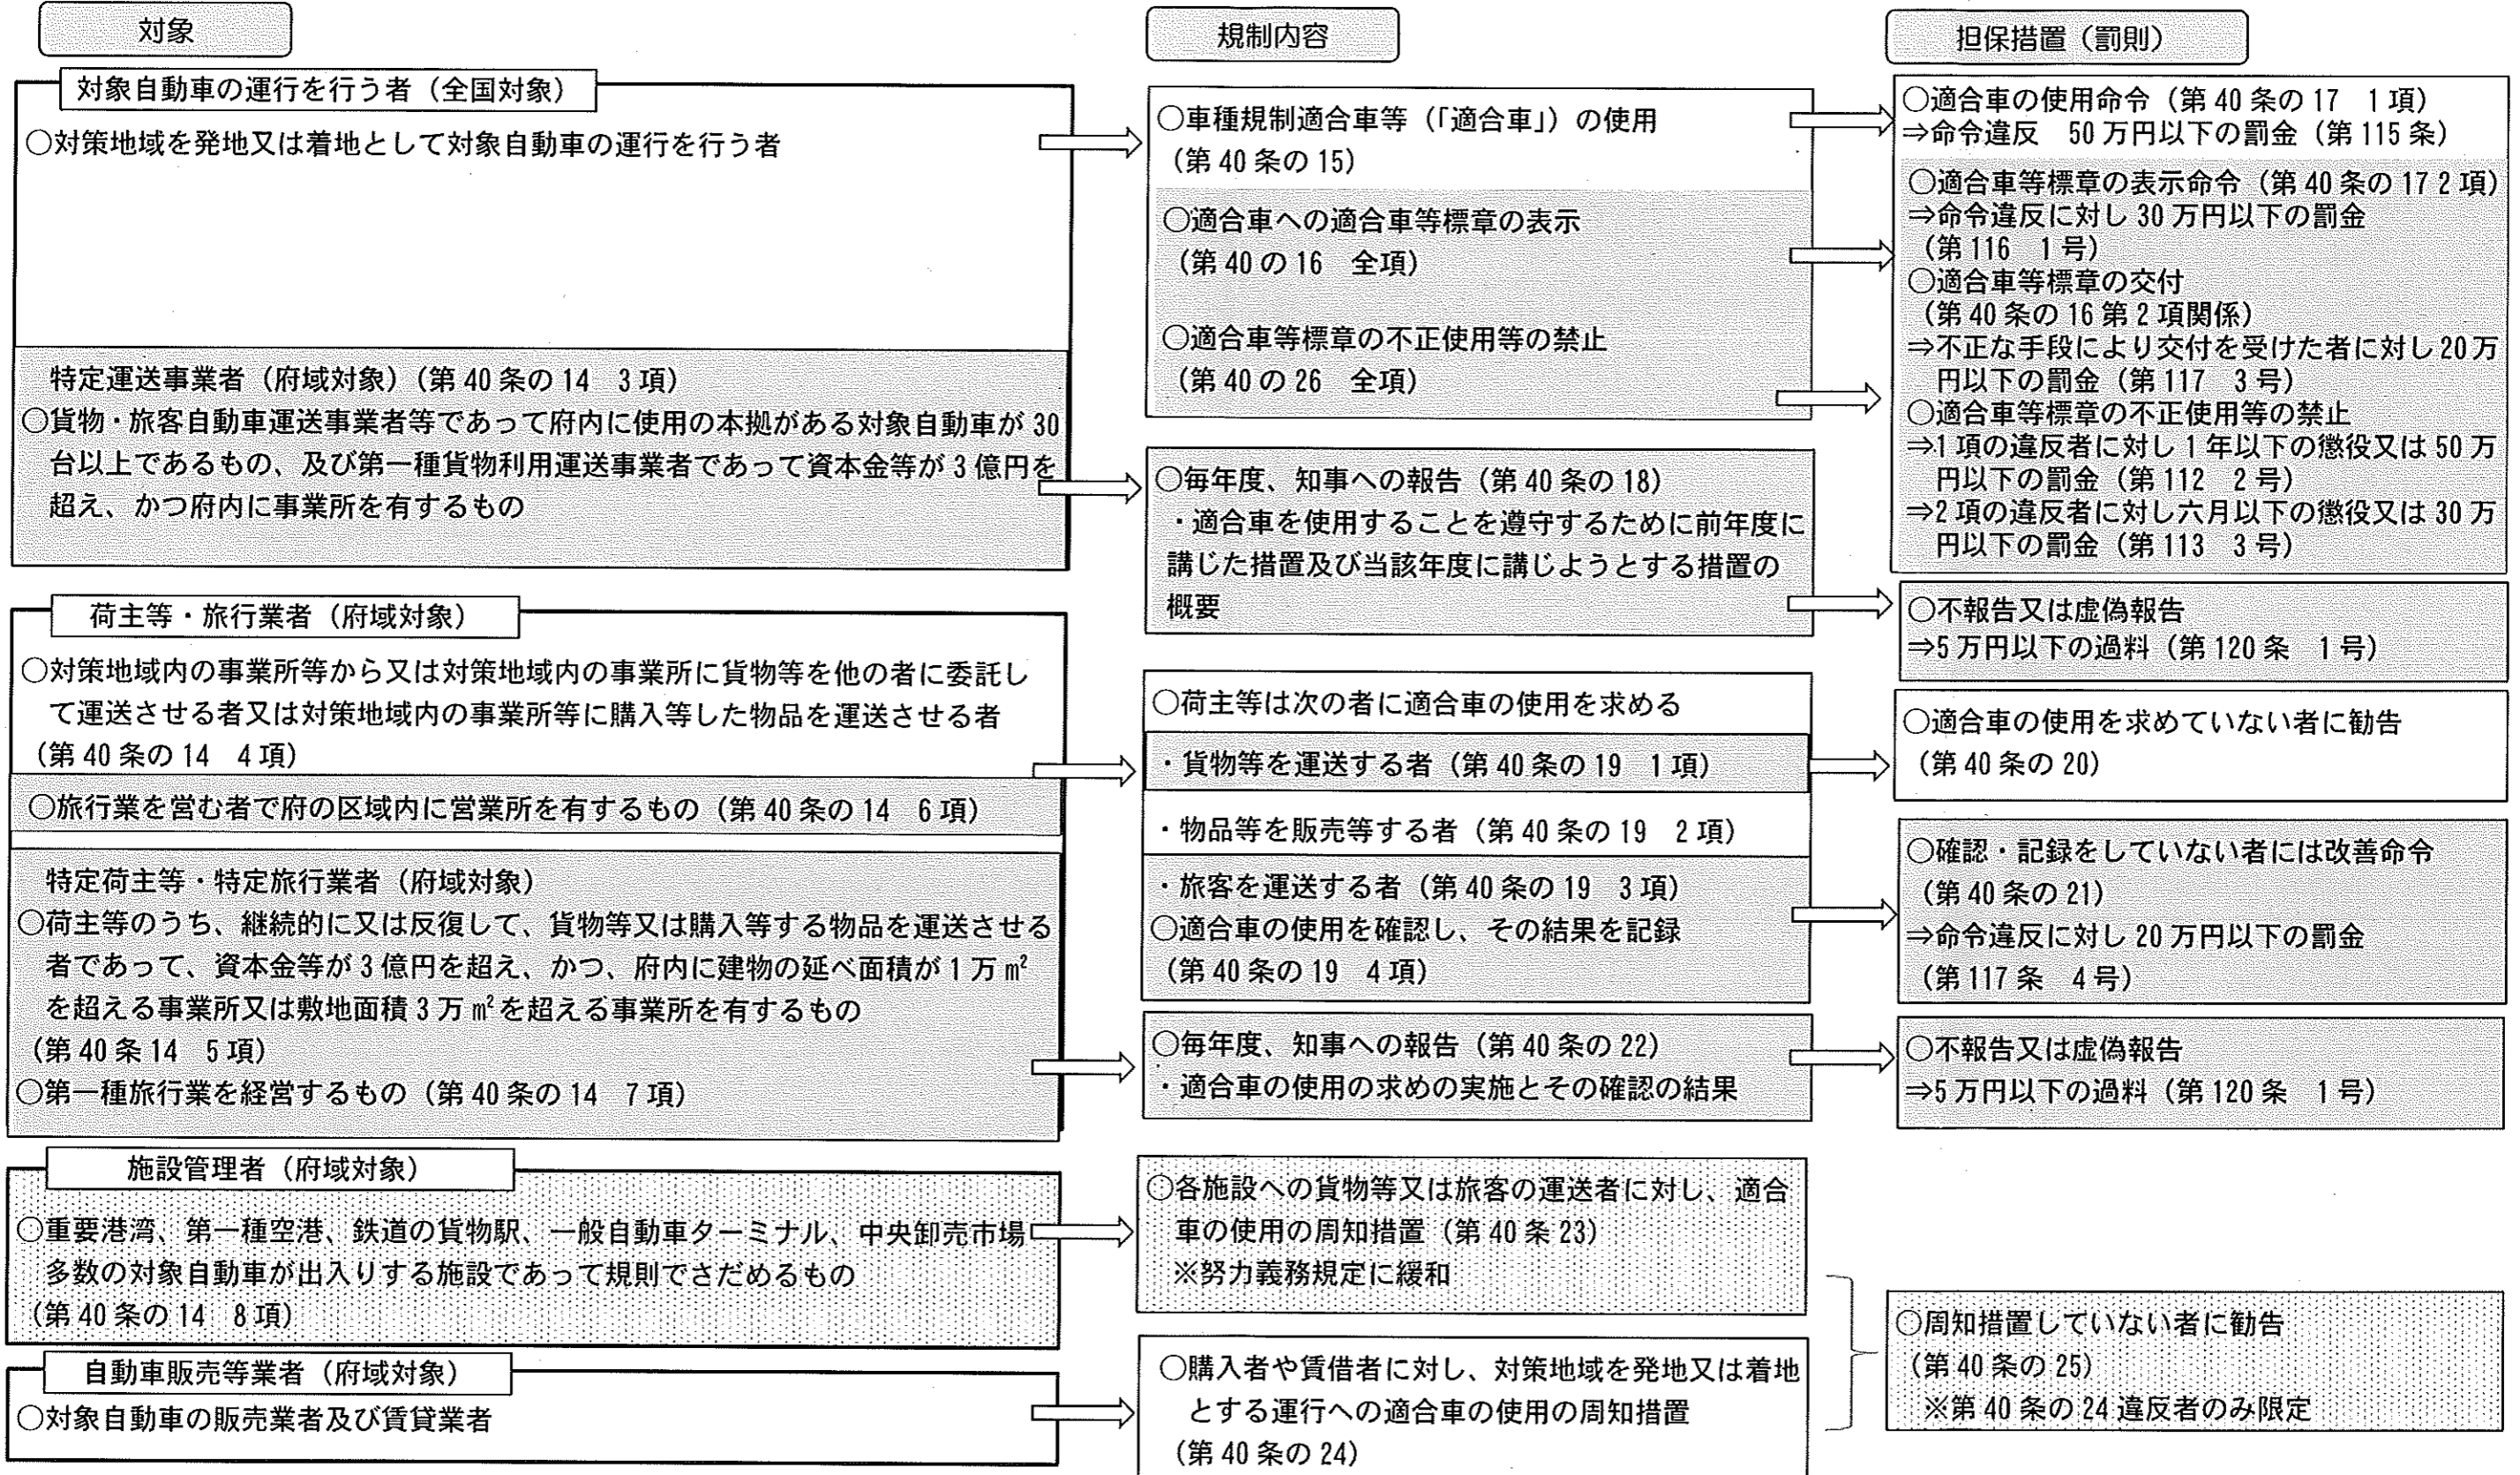 対象
対象自動車の運行を行う者（全国対象）
○対策地域を発地又は着地として対象自動車の運行を行う者
特定運送事業者（府域対象）（第40条の14　3項）
○貨物・旅客自動車運送事業者等であって府内に使用の本拠がある対象自動車が30
台以上であるもの、及び第一種貨物利用運送事業者であって資本金等が3億円を
超え、かつ府内に事業所を有するもの
荷主等・旅行業者（府域対象）
○対策地域内の事業所等から又は対策地域内の事業所に貨物等を他の者に委託し
て運送させる者又は対策地域内の事業所等に購入等した物品を運送させる者
（第40条の14　4項）
○旅行業を営む者で府の区域内に営業所を有するもの（第40条の14　6項）
特定荷主等・特定旅行業者（府域対象）
○荷主等のうち、継続的に又は反復して、貨物等又は購入等する物品を運送させる
者であって、資本金等が3億円を超え、かつ、府内に建物の延べ面積が1万㎡
を超える事業所又は敷地面積3万㎡を超える事業所を有するもの
（第40条14　5項）
○第一種旅行業を経営するもの（第40条の14　7項）
施設管理者（府域対象）
○重要港湾、第一種空港、鉄道の貨物駅、一般自動車ターミナル、中央卸売市場
多数の対象自動車が出入りする施設であって規則でさだめるもの
（第40条の14　8項）
自動車販売等業者（府域対象）
○対象自動車の販売業者及び賃貸業者
規制内容
○車種規制適合車等（「適合車」）の使用
（第40条の15）
○適合車への適合車等標章の表示
（第40の16　全項）
○適合車等標章の不正使用等の禁止
（第40の26　全項）
○毎年度、知事への報告（第40条の18）
・適合車を使用することを遵守するために前年度に
講じた措置及び当該年度に講じようとする措置の
概要
○荷主等は次の者に適合車の使用を求める
・貨物等を運送する者（第40条の19　1項）
・物品等を販売等する者（第40条の19　2項）
・旅客を運送する者（第40条の19　3項）
○適合車の使用を確認し、その結果を記録
（第40条の19　4項）
○毎年度、知事への報告（第40条の22）
・適合車の使用の求めの実施とその確認の結果
○各施設への貨物等又は旅客の運送者に対し、適合
車の使用の周知措置（第40条23）
※努力義務規定に緩和
○購入者や賃借者に対し、対策地域を発地又は着地
とする運行への適合車の使用の周知措置
（第40条の24）
担保措置（罰則）
○適合車の使用命令（第40条の17　1項）
⇒命令違反　50万円以下の罰金（第115条）
○適合車等標章の表示命令（第40条の17 2項）
⇒命令違反に対し30万円以下の罰金
（第116　1号）
○適合車等標章の交付
（第40条の16第2項関係）
⇒不正な手段により交付を受けた者に対し20万
円以下の罰金（第117　3号）
○適合車等標章の不正使用等の禁止
⇒1項の違反者に対し1年以下の懲役又は50万
円以下の罰金（第112　2号）
⇒2項の違反者に対し六月以下の懲役又は30万
円以下の罰金（第113　3号）
○不報告又は虚偽報告
⇒5万円以下の過料（第120条　1号）
○適合車の使用を求めていない者に勧告
（第40条の20）
○確認・記録をしていない者には改善命令
（第40条の21）
⇒命令違反に対し20万円以下の罰金
（第117条　4号）
○不報告又は虚偽報告
⇒5万円以下の過料（第120条　1号）
○周知措置していない者に勧告
（第40条の25）
※第40条の24違反者のみ限定